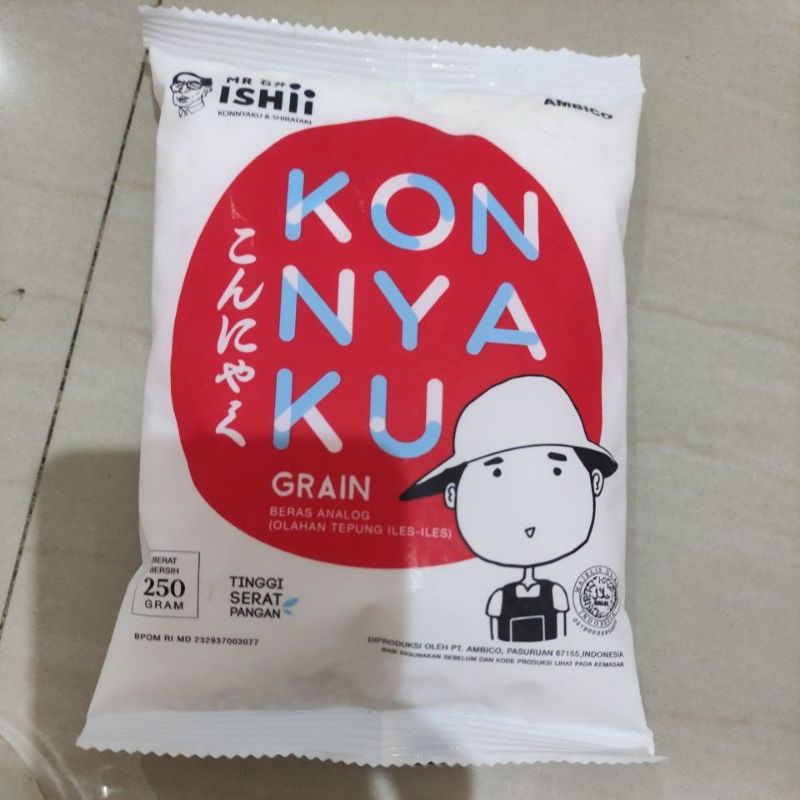 MR 石井
ISHII
KONNYAKU & SHIRATAKI
AMBICO
KON
NYA
KU
こんにゃく
GRAIN
BERAS ANALOG
(OLAHAN TEPUNG ILES-ILES)
BERAT
BERSIH
250
GRAM
TINGGI
SERAT
PANGAN
BPOM RI MD 232937003077
DIPRODUKSI OLEH PT. AMBICO, PASURUAN 67155, INDONESIA
BAIK DIGUNAKAN SEBELUM DAN KODE PRODUKSI LIHAT PADA KEMASAN
HALAL